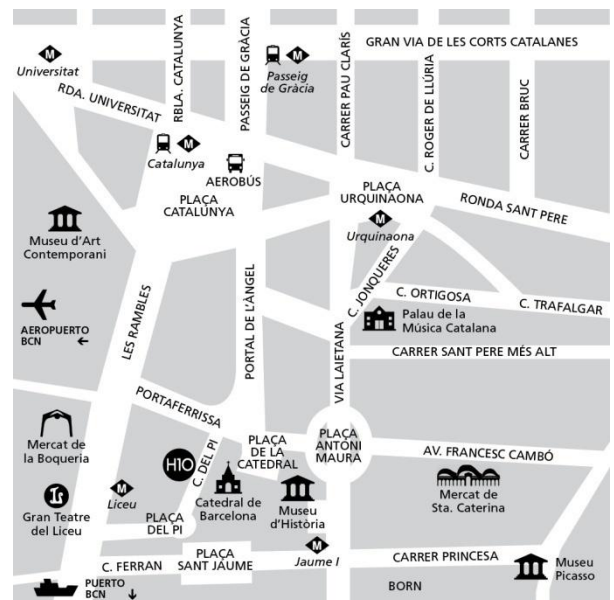 GRAN VIA DE LES CORTS CATALANES
Universitat
RDA. UNIVERSITAT
RBLA. CATALUNYA
PASSEIG DE GRÀCIA
Passeig
de Gràcia
CARRER PAU CLARÍS
C. ROGER DE LLÚRIA
CARRER BRUC
Catalunya
AEROBÚS
PLAÇA
CATALUNYA
PLAÇA
URQUINAONA
RONDA SANT PERE
Urquinaona
Museu d'Art
Contemporani
AEROPUERTO
BCN ←
LES RAMBLES
PORTAL DE L'ÀNGEL
C. JONQUERES
C. ORTIGOSA
C. TRAFALGAR
Palau de la
Música Catalana
VIA LAIETANA
CARRER SANT PERE MÉS ALT
PORTAFERRISSA
Mercat de
la Boqueria
H10
C. DEL PI
PLAÇA
DE LA
CATEDRAL
PLAÇA
ANTONI
MAURA
AV. FRANCESC CAMBÓ
Mercat de
Sta. Caterina
Gran Teatre
del Liceu
Liceu
Catedral de
Barcelona
Museu
d'Història
PLAÇA
DEL PI
C. FERRAN
PLAÇA
SANT JAUME
Jaume I
CARRER PRINCESA
Museu
Picasso
PUERTO
BCN ↓
BORN